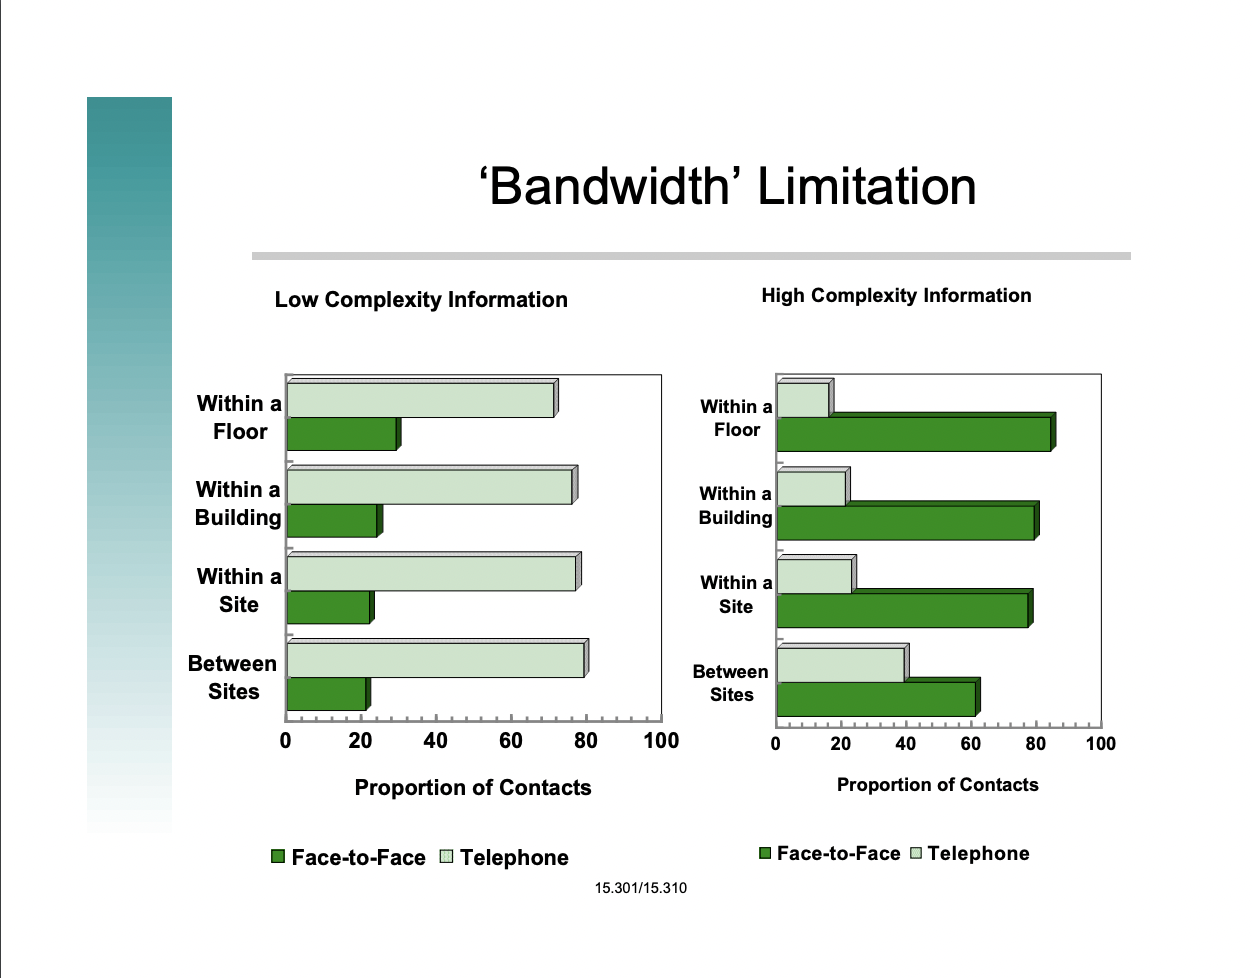 ‘Bandwidth’ Limitation
Low Complexity Information
Within a
Floor
Within a
Building
Within a
Site
Between
Sites
0 20 40 60 80 100
Proportion of Contacts
Face-to-Face Telephone
High Complexity Information
Within a
Floor
Within a
Building
Within a
Site
Between
Sites
0 20 40 60 80 100
Proportion of Contacts
Face-to-Face Telephone
15.301/15.310